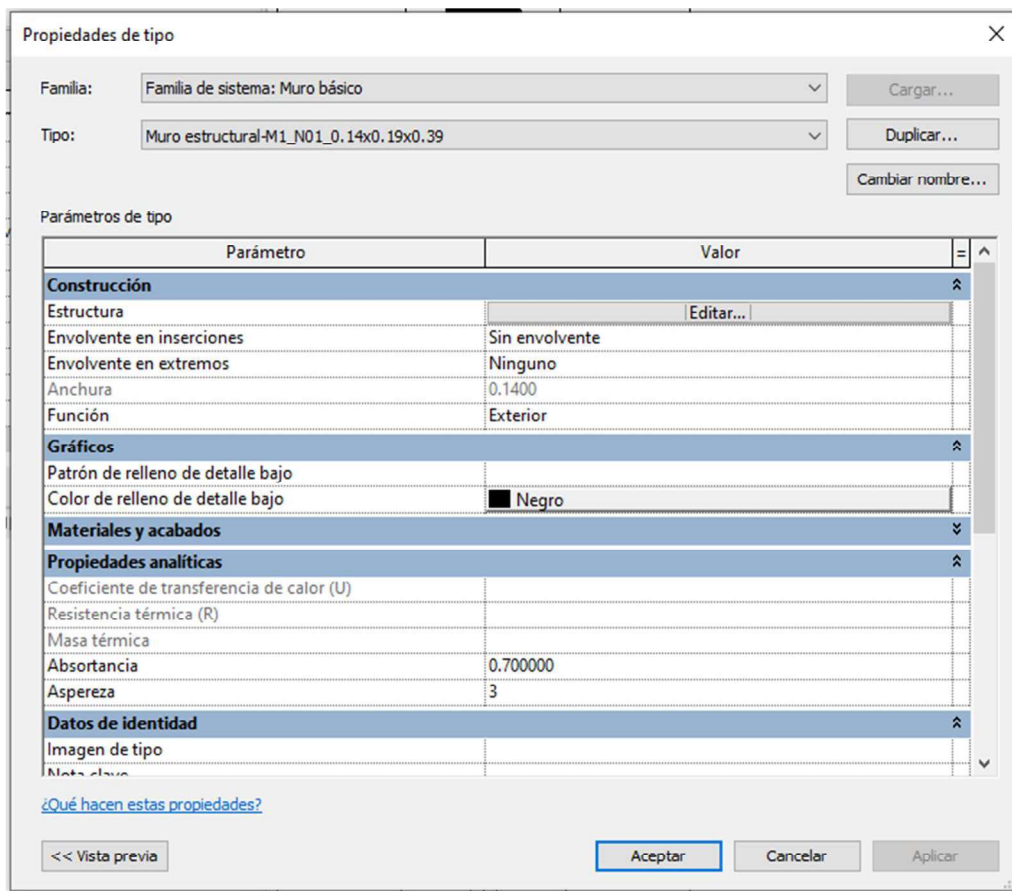 Propiedades de tipo
Familia: Familia de sistema: Muro básico Cargar...
Tipo: Muro estructural-M1_N01_0.14x0.19x0.39 Duplicar...
Cambiar nombre...
Parámetros de tipo
Parámetro Valor =
Construcción
Estructura Editar...
Envolvente en inserciones Sin envolvente
Envolvente en extremos Ninguno
Anchura 0.1400
Función Exterior
Gráficos
Patrón de relleno de detalle bajo
Color de relleno de detalle bajo Negro
Materiales y acabados
Propiedades analíticas
Coeficiente de transferencia de calor (U)
Resistencia térmica (R)
Masa térmica
Absortancia 0.700000
Aspereza 3
Datos de identidad
Imagen de tipo
Nota clave
¿Qué hacen estas propiedades?
<< Vista previa Aceptar Cancelar Aplicar